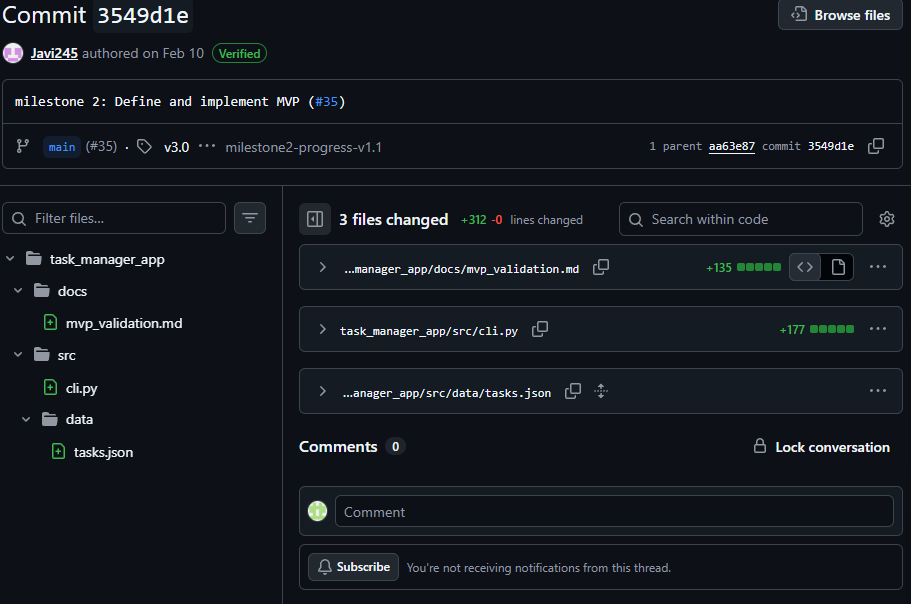 Commit 3549d1e
Browse files
Javi245 authored on Feb 10 Verified
milestone 2: Define and implement MVP (#35)
main (#35) · v3.0 ··· milestone2-progress-v1.1
1 parent aa63e87 commit 3549d1e
Filter files...
task_manager_app
docs
mvp_validation.md
src
cli.py
data
tasks.json
3 files changed +312 -0 lines changed
Search within code
...manager_app/docs/mvp_validation.md +135
task_manager_app/src/cli.py +177
...anager_app/src/data/tasks.json
Comments 0
Lock conversation
Comment
Subscribe You're not receiving notifications from this thread.